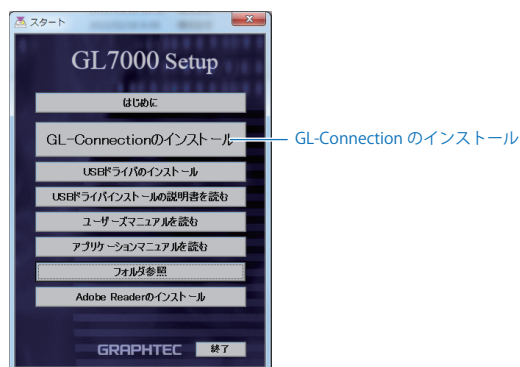 スタート
GL7000 Setup
はじめに
GL-Connectionのインストール
GL-Connection のインストール
USBドライバのインストール
USBドライバインストールの説明書を読む
ユーザーズマニュアルを読む
アプリケーションマニュアルを読む
フォルダ参照
Adobe Readerのインストール
GRAPHTEC
終了